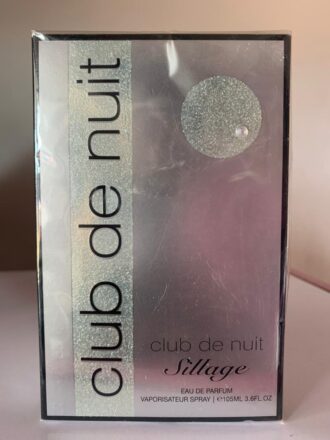 club de nuit
club de nuit
Sillage
EAU DE PARFUM
VAPORISATEUR SPRAY | ℮105ML 3.6FL.OZ